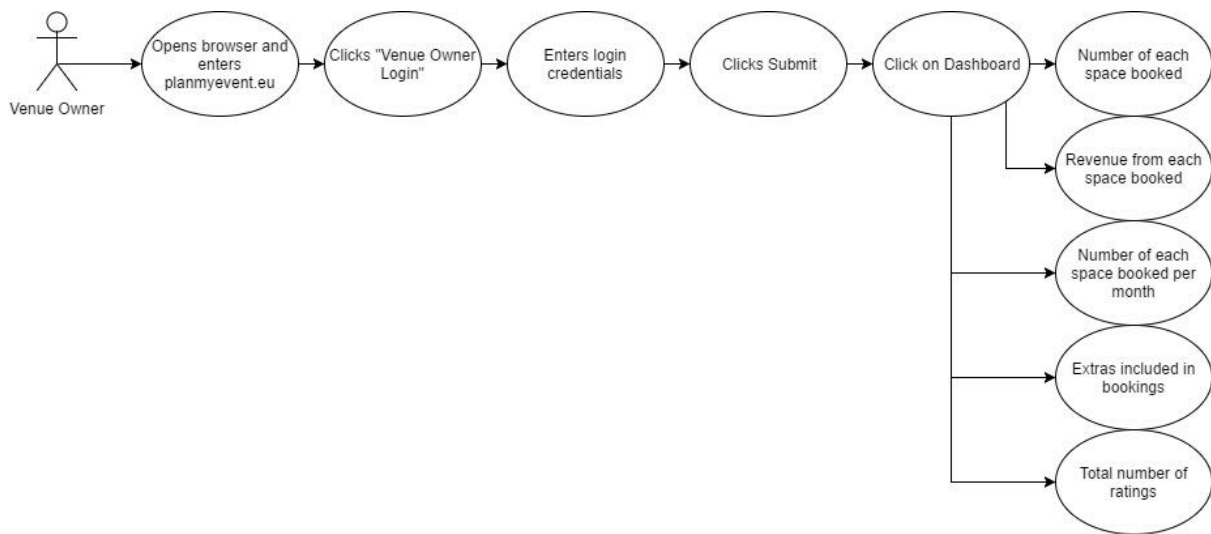 Venue Owner
Opens browser and
enters
planmyevent.eu
Clicks "Venue Owner
Login"
Enters login
credentials
Clicks Submit
Click on Dashboard
Number of each
space booked
Revenue from each
space booked
Number of each
space booked per
month
Extras included in
bookings
Total number of
ratings